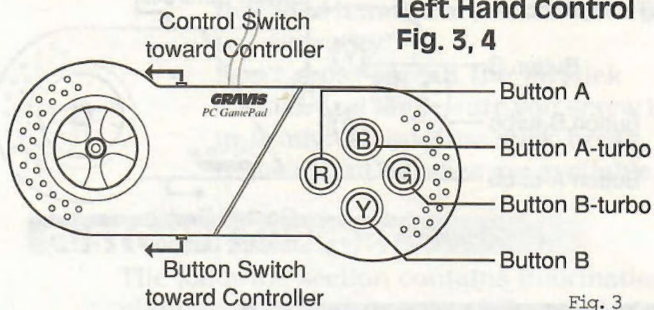 Left Hand Control
Fig. 3, 4
Control Switch
toward Controller
GRAVIS
PC GamePad
Button A
B
Button A-turbo
R
G
Button B-turbo
Y
Button B
Button Switch
toward Controller
Fig. 3